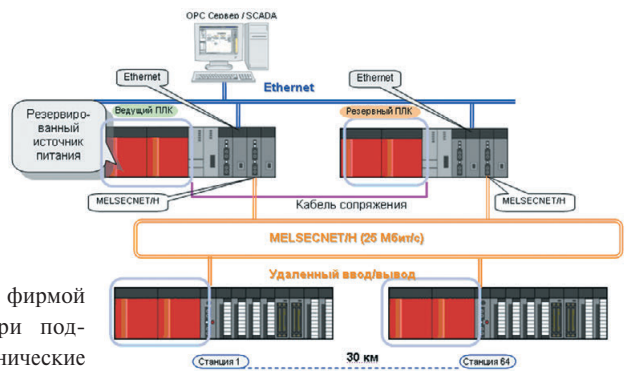 OPC Сервер / SCADA
Ethernet
Ethernet
Ethernet
Резервиро-
ванный
источник
питания
Ведущий ПЛК
Резервный ПЛК
MELSECNET/H
MELSECNET/H
Кабель сопряжения
MELSECNET/H (25 Мбит/с)
Удаленный ввод/вывод
Станция 1
30 км
Станция 64
фирмой
ри под-
нические